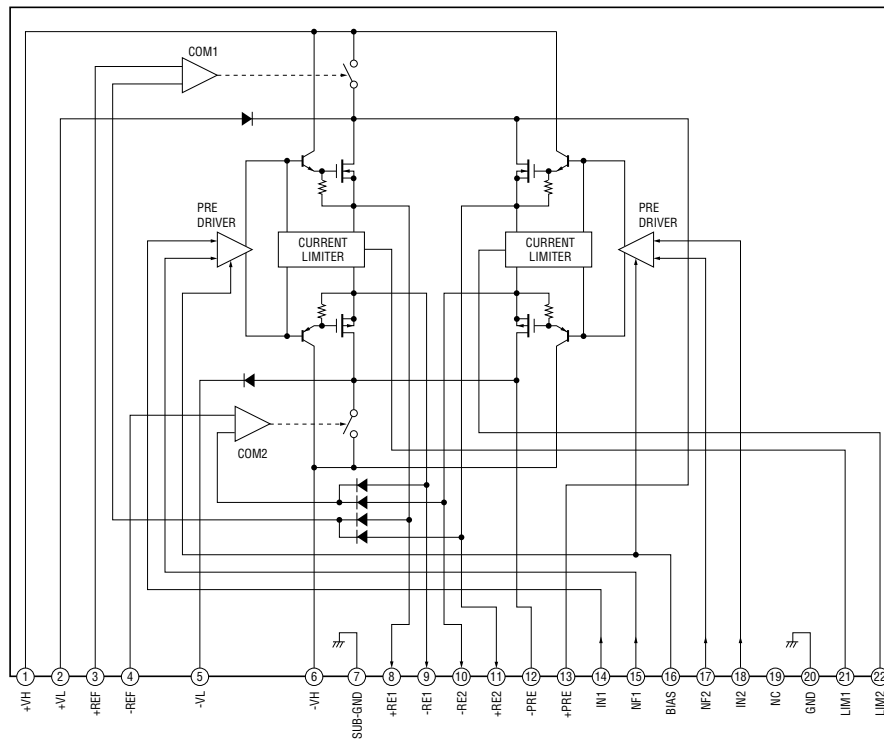 COM1
PRE
DRIVER
CURRENT
LIMITER
CURRENT
LIMITER
PRE
DRIVER
COM2
1
2
3
4
5
6
7
8
9
10
11
12
13
14
15
16
17
18
19
20
21
22
+VH
+VL
+REF
-REF
-VL
-VH
SUB-GND
+RE1
-RE1
-RE2
+RE2
-PRE
+PRE
IN1
NF1
BIAS
NF2
IN2
NC
GND
LIM1
LIM2